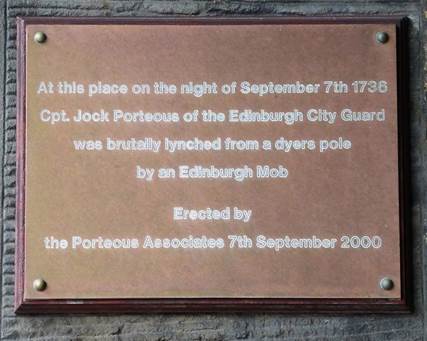 At this place on the night of September 7th 1736
Cpt. Jock Porteous of the Edinburgh City Guard
was brutally lynched from a dyers pole
by an Edinburgh Mob
Erected by
the Porteous Associates 7th September 2000